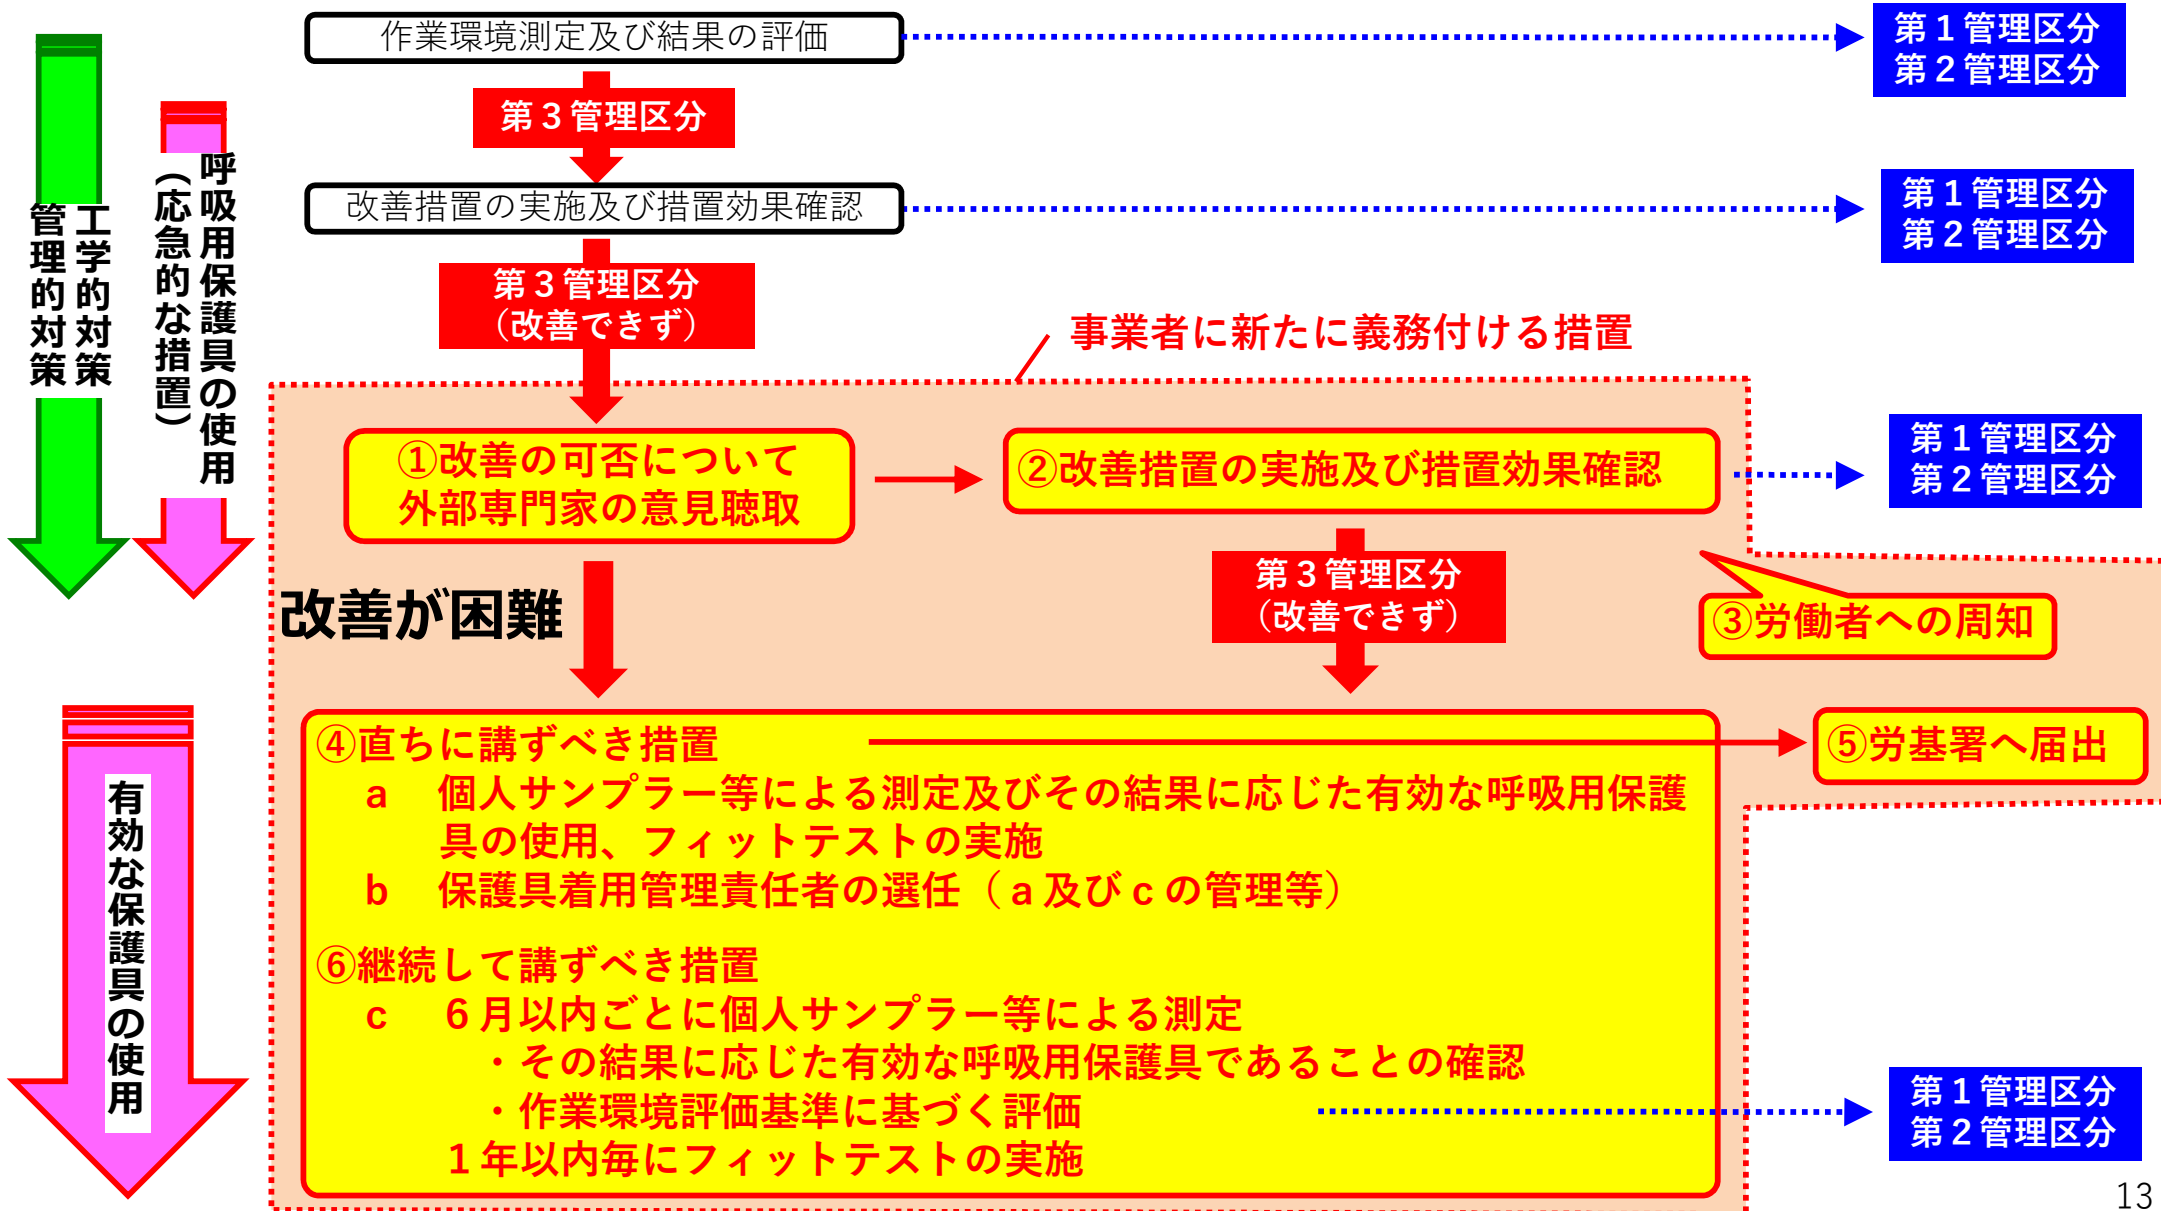 作業環境測定及び結果の評価
第１管理区分
第２管理区分
第３管理区分
改善措置の実施及び措置効果確認
第１管理区分
第２管理区分
第３管理区分
（改善できず）
工学的対策
管理的対策
呼吸用保護具の使用
（応急的な措置）
事業者に新たに義務付ける措置
①改善の可否について
外部専門家の意見聴取
②改善措置の実施及び措置効果確認
第１管理区分
第２管理区分
改善が困難
第３管理区分
（改善できず）
③労働者への周知
④直ちに講ずべき措置
a　個人サンプラー等による測定及びその結果に応じた有効な呼吸用保護
具の使用、フィットテストの実施
b　保護具着用管理責任者の選任（a及びcの管理等）
⑤労基署へ届出
⑥継続して講ずべき措置
c　６月以内ごとに個人サンプラー等による測定
・その結果に応じた有効な呼吸用保護具であることの確認
・作業環境評価基準に基づく評価
１年以内毎にフィットテストの実施
第１管理区分
第２管理区分
有効な保護具の使用
13